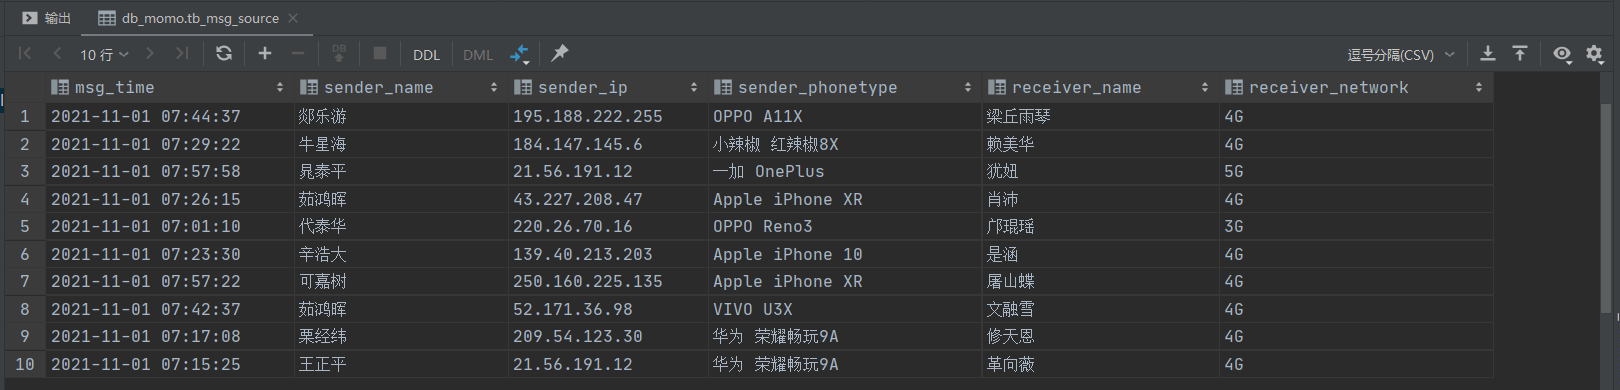 输出 db_momo.tb_msg_source
10 行 DB DDL DML 逗号分隔(CSV)
msg_time sender_name sender_ip sender_phonetype receiver_name receiver_network
1 2021-11-01 07:44:37 郯乐游 195.188.222.255 OPPO A11X 梁丘雨琴 4G
2 2021-11-01 07:29:22 牛星海 184.147.145.6 小辣椒 红辣椒8X 赖美华 4G
3 2021-11-01 07:57:58 晁泰平 21.56.191.12 一加 OnePlus 犹妞 5G
4 2021-11-01 07:26:15 茹鸿晖 43.227.208.47 Apple iPhone XR 肖沛 4G
5 2021-11-01 07:01:10 代泰华 220.26.70.16 OPPO Reno3 邝琨瑶 3G
6 2021-11-01 07:23:30 辛浩大 139.40.213.203 Apple iPhone 10 是涵 4G
7 2021-11-01 07:57:22 可嘉树 250.160.225.135 Apple iPhone XR 屠山蝶 4G
8 2021-11-01 07:42:37 茹鸿晖 52.171.36.98 VIVO U3X 文融雪 4G
9 2021-11-01 07:17:08 栗经纬 209.54.123.30 华为 荣耀畅玩9A 修天恩 4G
10 2021-11-01 07:15:25 王正平 21.56.191.12 华为 荣耀畅玩9A 革向薇 4G